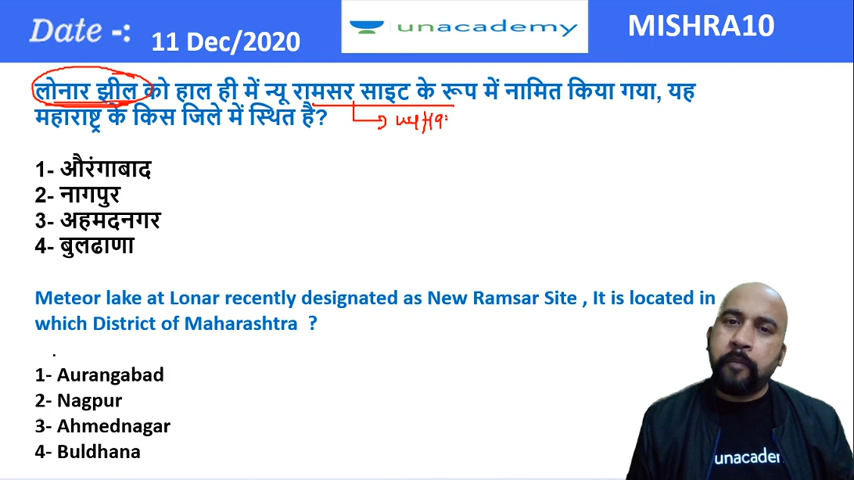 Date -:
11 Dec/2020
unacademy
MISHRA10
लोनार झील को हाल ही में न्यू रामसर साइट के रूप में नामित किया गया, यह
महाराष्ट्र के किस जिले में स्थित है?
1- औरंगाबाद
2- नागपुर
3- अहमदनगर
4- बुलढाणा
Meteor lake at Lonar recently designated as New Ramsar Site , It is located in
which District of Maharashtra ?
1- Aurangabad
2- Nagpur
3- Ahmednagar
4- Buldhana
unacademy